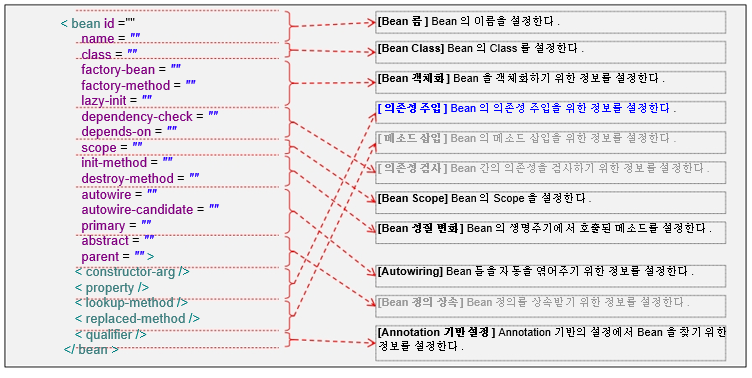 < bean id =""
name = ""
class = ""
factory-bean = ""
factory-method = ""
lazy-init = ""
dependency-check = ""
depends-on = ""
scope = ""
init-method = ""
destroy-method = ""
autowire = ""
autowire-candidate = ""
primary = ""
abstract = ""
parent = "" >
< constructor-arg />
< property />
< lookup-method />
< replaced-method />
< qualifier />
</ bean >
[Bean 룸 ] Bean 의 이름을 설정한다 .
[Bean Class] Bean 의 Class 를 설정한다 .
[Bean 객체화 ] Bean 을 객체화하기 위한 정보를 설정한다 .
[ 의존성 주입 ] Bean 의 의존성 주입을 위한 정보를 설정한다 .
[ 메소드 삽입 ] Bean 의 메소드 삽입을 위한 정보를 설정한다 .
[ 의존성 검사 ] Bean 간의 의존성을 검사하기 위한 정보를 설정한다 .
[Bean Scope] Bean 의 Scope 을 설정한다 .
[Bean 성질 변화 ] Bean 의 생명주기에서 호출된 메소드를 설정한다 .
[Autowiring] Bean 들을 자동을 엮어주기 위한 정보를 설정한다 .
[Bean 정의 상속 ] Bean 정의를 상속받기 위한 정보를 설정한다 .
[Annotation 기반 설정 ] Annotation 기반의 설정에서 Bean 을 찾기 위한
정보를 설정한다 .